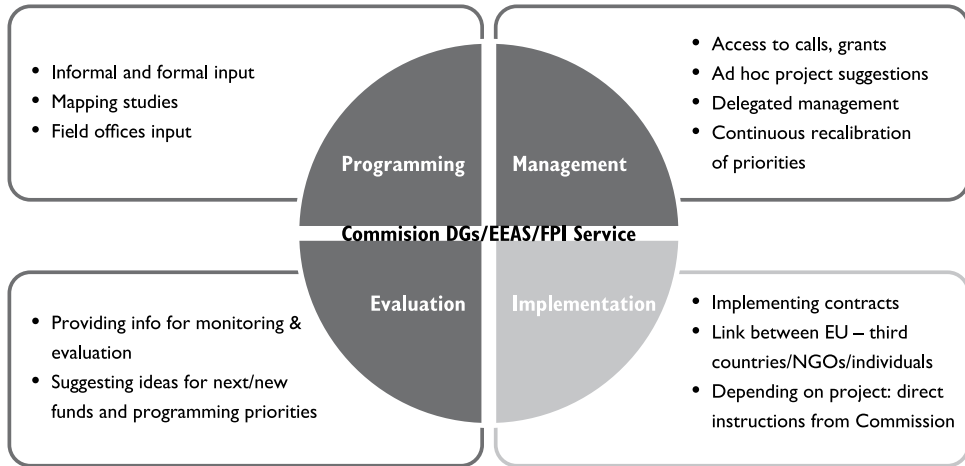 • Informal and formal input
• Mapping studies
• Field offices input
• Access to calls, grants
• Ad hoc project suggestions
• Delegated management
• Continuous recalibration
of priorities
Programming
Management
Commision DGs/EEAS/FPI Service
Evaluation
Implementation
• Providing info for monitoring &
evaluation
• Suggesting ideas for next/new
funds and programming priorities
• Implementing contracts
• Link between EU – third
countries/NGOs/individuals
• Depending on project: direct
instructions from Commission